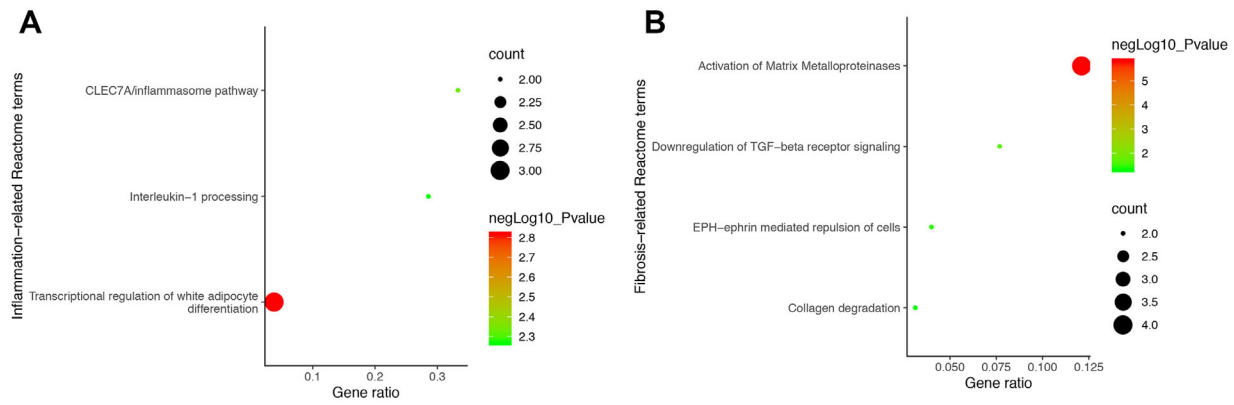 A
Inflammation−related Reactome terms
CLEC7A/inflammasome pathway
Interleukin−1 processing
Transcriptional regulation of white adipocyte
differentiation
0.1 0.2 0.3
Gene ratio
count
2.00
2.25
2.50
2.75
3.00
negLog10_Pvalue
2.8
2.7
2.6
2.5
2.4
2.3
B
Fibrosis−related Reactome terms
Activation of Matrix Metalloproteinases
Downregulation of TGF−beta receptor signaling
EPH−ephrin mediated repulsion of cells
Collagen degradation
0.050 0.075 0.100 0.125
Gene ratio
negLog10_Pvalue
5
4
3
2
count
2.0
2.5
3.0
3.5
4.0